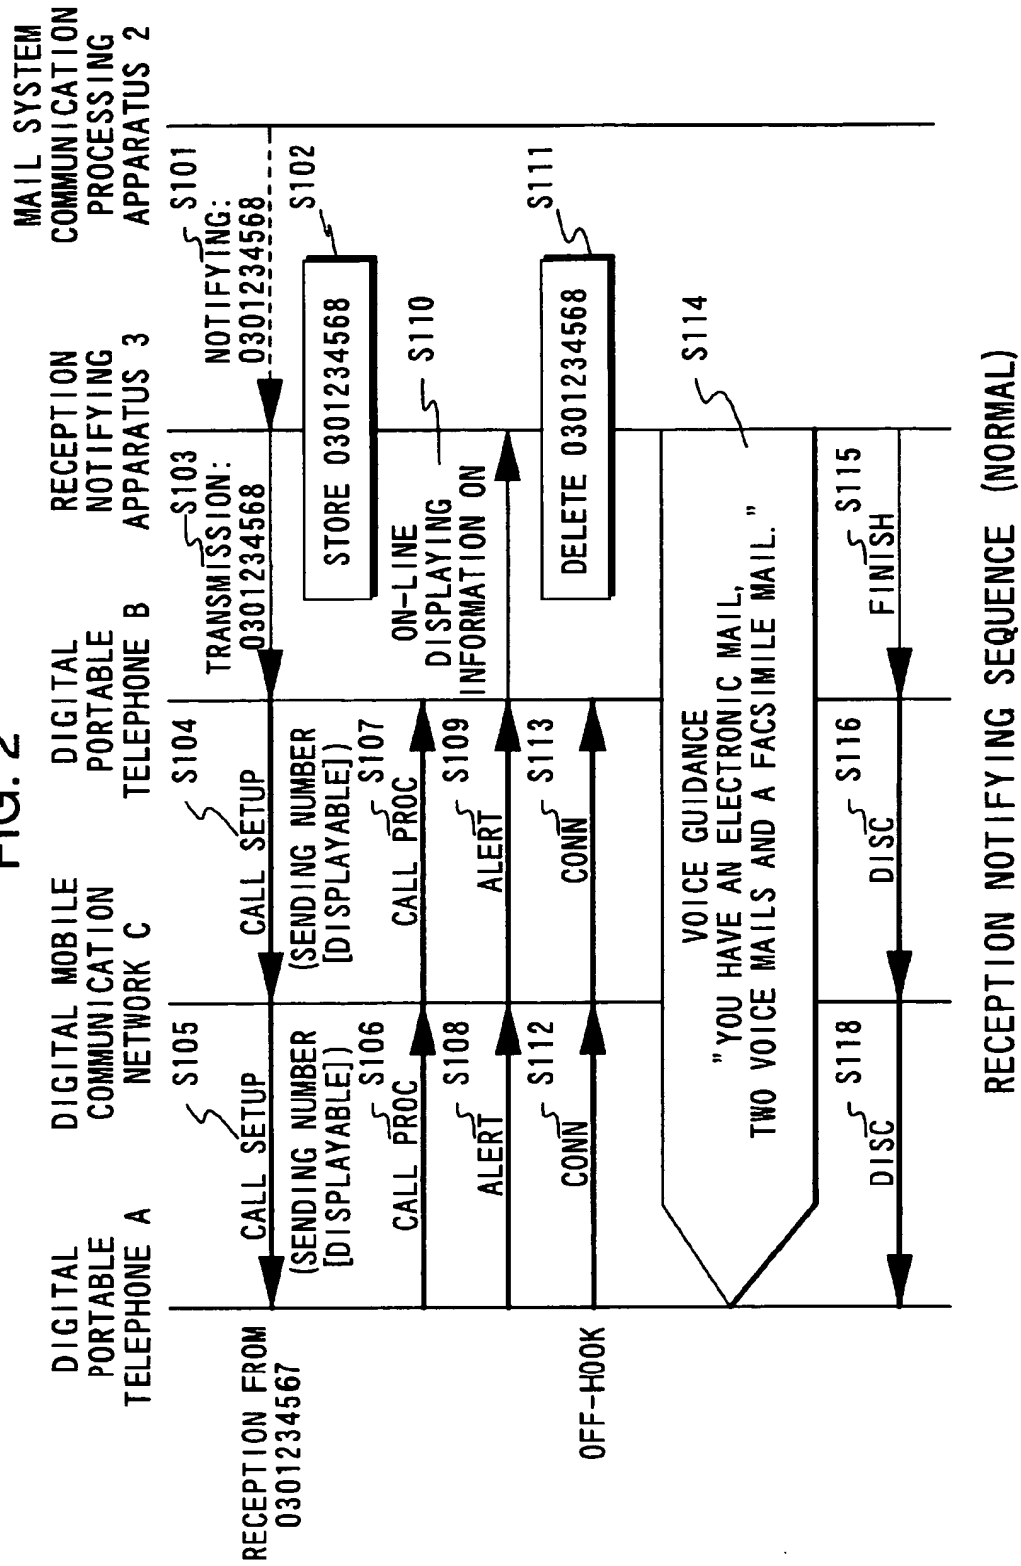 FIG. 2
DIGITAL
PORTABLE
TELEPHONE A
DIGITAL MOBILE
COMMUNICATION
NETWORK C
DIGITAL
PORTABLE
TELEPHONE B
RECEPTION
NOTIFYING
APPARATUS 3
MAIL SYSTEM
COMMUNICATION
PROCESSING
APPARATUS 2
S101
NOTIFYING:
0301234568
S103
TRANSMISSION:
0301234568
S102
STORE 0301234568
S104
CALL SETUP
(SENDING NUMBER
[DISPLAYABLE])
S105
CALL SETUP
(SENDING NUMBER
[DISPLAYABLE])
RECEPTION FROM
0301234567
S106
CALL PROC
S107
CALL PROC
S108
ALERT
S109
ALERT
ON-LINE
DISPLAYING
INFORMATION ON
S110
S111
DELETE 0301234568
OFF-HOOK
S112
CONN
S113
CONN
S114
VOICE GUIDANCE
"YOU HAVE AN ELECTRONIC MAIL,
TWO VOICE MAILS AND A FACSIMILE MAIL."
S115
FINISH
S116
DISC
S118
DISC
RECEPTION NOTIFYING SEQUENCE (NORMAL)